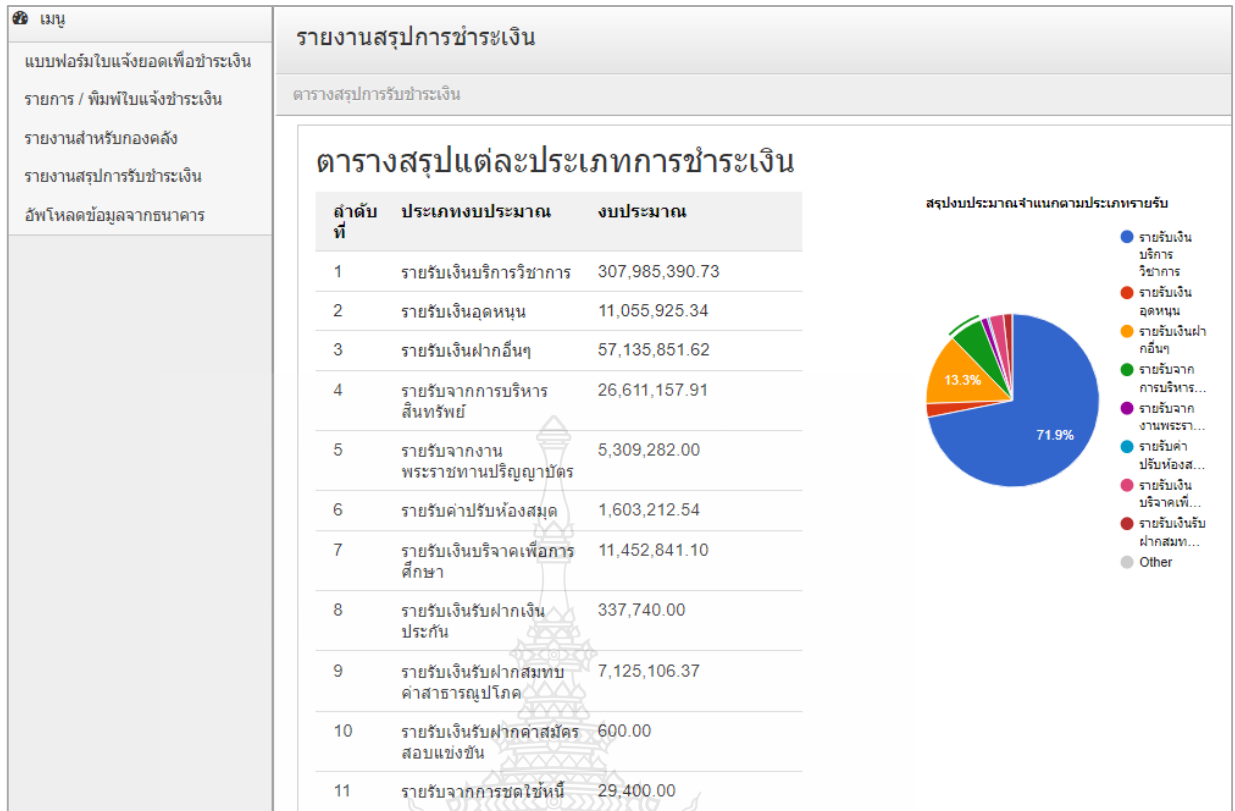 เมนู
แบบฟอร์มใบแจ้งยอดเพื่อชำระเงิน
รายการ / พิมพ์ใบแจ้งชำระเงิน
รายงานสำหรับกองคลัง
รายงานสรุปการรับชำระเงิน
อัพโหลดข้อมูลจากธนาคาร
รายงานสรุปการชำระเงิน
ตารางสรุปการรับชำระเงิน
ตารางสรุปแต่ละประเภทการชำระเงิน
ลำดับ ประเภทงบประมาณ งบประมาณ
ที่
1 รายรับเงินบริการวิชาการ 307,985,390.73
2 รายรับเงินอุดหนุน 11,055,925.34
3 รายรับเงินฝากอื่นๆ 57,135,851.62
4 รายรับจากการบริหาร 26,611,157.91
สินทรัพย์
5 รายรับจากงาน 5,309,282.00
พระราชทานปริญญาบัตร
6 รายรับค่าปรับห้องสมุด 1,603,212.54
7 รายรับเงินบริจาคเพื่อการ 11,452,841.10
ศึกษา
8 รายรับเงินรับฝากเงิน 337,740.00
ประกัน
9 รายรับเงินรับฝากสมทบ 7,125,106.37
ค่าสาธารณูปโภค
10 รายรับเงินรับฝากค่าสมัคร 600.00
สอบแข่งขัน
11 รายรับจากการชดใช้หนี้ 29,400.00
สรุปงบประมาณจำแนกตามประเภทรายรับ
13.3%
71.9%
รายรับเงิน
บริการ
วิชาการ
รายรับเงิน
อุดหนุน
รายรับเงินฝา
กอื่นๆ
รายรับจาก
การบริหาร...
รายรับจาก
งานพระรา...
รายรับค่า
ปรับห้องส...
รายรับเงิน
บริจาคเพื่...
รายรับเงินรับ
ฝากสมท...
Other